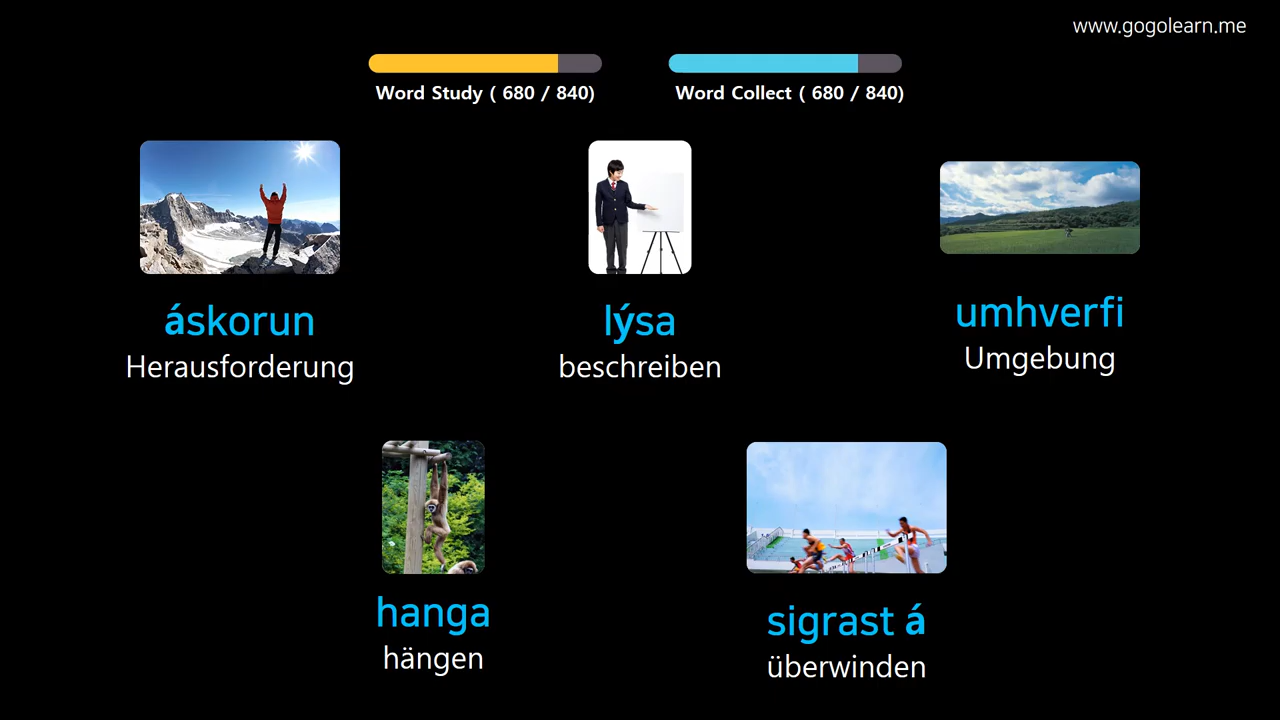 www.gogolearn.me
Word Study ( 680 / 840)
Word Collect ( 680 / 840)
áskorun
Herausforderung
lýsa
beschreiben
umhverfi
Umgebung
hanga
hängen
sigrast á
überwinden